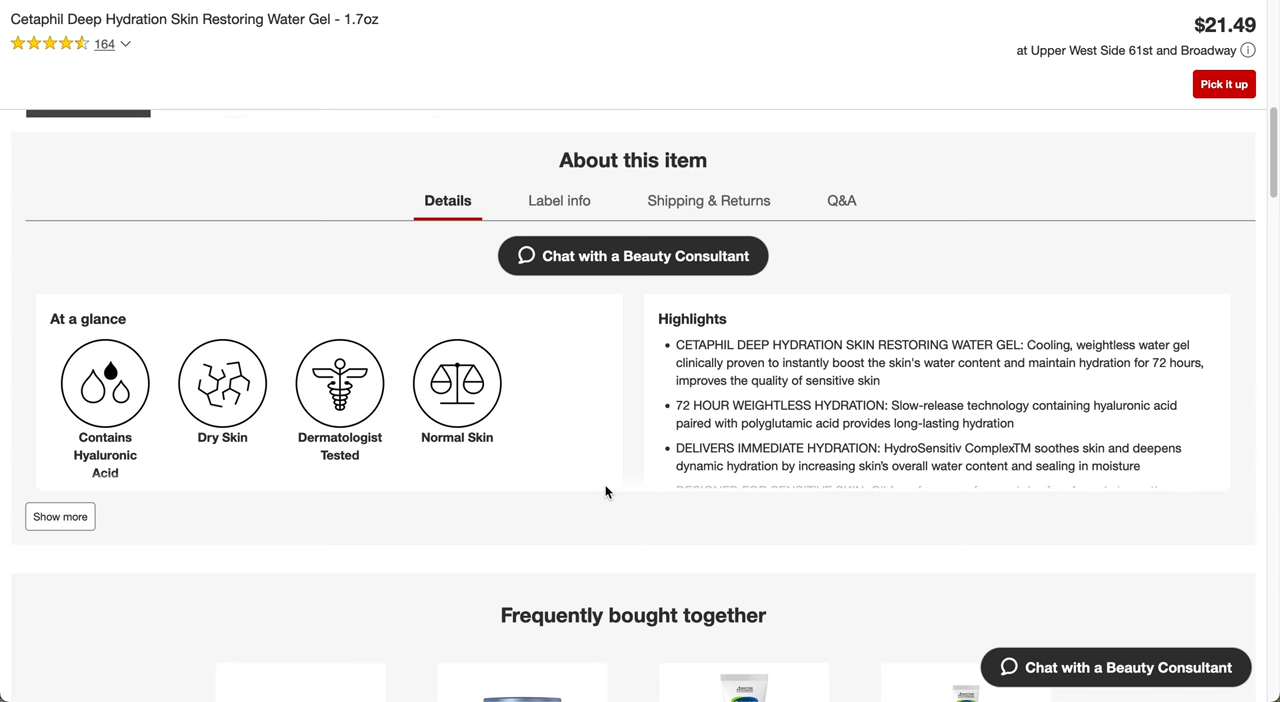 Cetaphil Deep Hydration Skin Restoring Water Gel - 1.7oz
164
$21.49
at Upper West Side 61st and Broadway
Pick it up
About this item
Details
Label info
Shipping & Returns
Q&A
Chat with a Beauty Consultant
At a glance
Contains
Hyaluronic
Acid
Dry Skin
Dermatologist
Tested
Normal Skin
Highlights
• CETAPHIL DEEP HYDRATION SKIN RESTORING WATER GEL: Cooling, weightless water gel
clinically proven to instantly boost the skin's water content and maintain hydration for 72 hours,
improves the quality of sensitive skin
• 72 HOUR WEIGHTLESS HYDRATION: Slow-release technology containing hyaluronic acid
paired with polyglutamic acid provides long-lasting hydration
• DELIVERS IMMEDIATE HYDRATION: HydroSensitiv ComplexTM soothes skin and deepens
dynamic hydration by increasing skin's overall water content and sealing in moisture
Show more
Frequently bought together
Chat with a Beauty Consultant